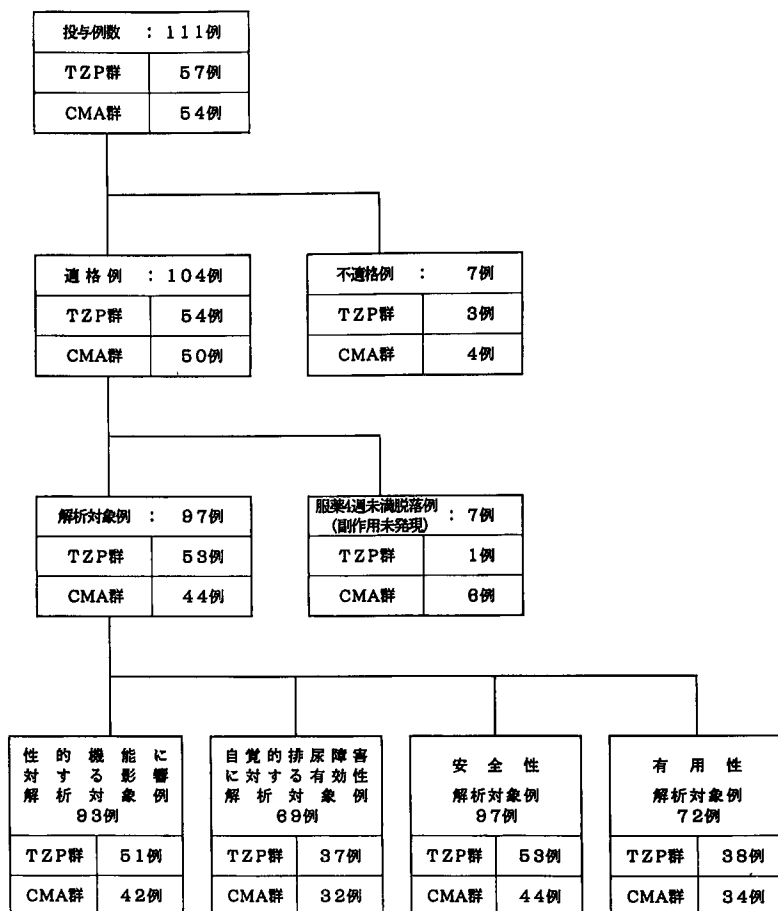 投与例数 : 111例
TZP群 57例
CMA群 54例
適格例 : 104例
TZP群 54例
CMA群 50例
不適格例 : 7例
TZP群 3例
CMA群 4例
解析対象例 : 97例
TZP群 53例
CMA群 44例
服薬4週未満脱落例
(副作用未発現) : 7例
TZP群 1例
CMA群 6例
性的機能に
対する影響
解析対象例
93例
TZP群 51例
CMA群 42例
自覚的排尿障害
に対する有効性
解析対象例
69例
TZP群 37例
CMA群 32例
安全性
解析対象例
97例
TZP群 53例
CMA群 44例
有用性
解析対象例
72例
TZP群 38例
CMA群 34例